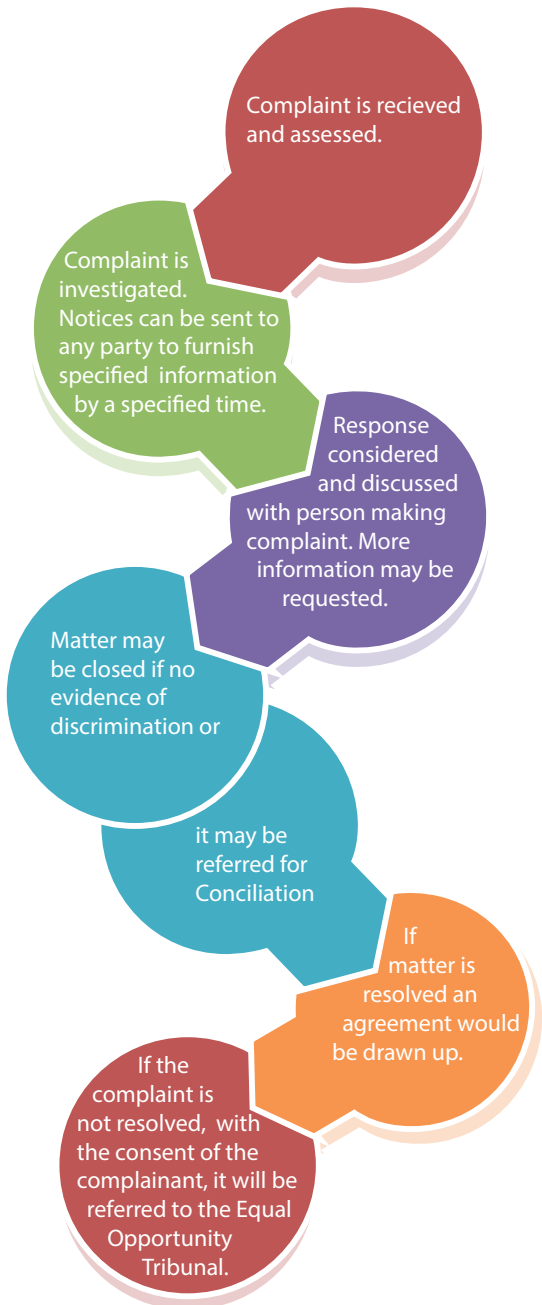 Complaint is recieved
and assessed.
Complaint is
investigated.
Notices can be sent to
any party to furnish
specified information
by a specified time.
Response
considered
and discussed
with person making
complaint. More
information may be
requested.
Matter may
be closed if no
evidence of
discrimination or
it may be
referred for
Conciliation
If
matter is
resolved an
agreement would
be drawn up.
If the
complaint is
not resolved, with
the consent of the
complainant, it will be
referred to the Equal
Opportunity
Tribunal.